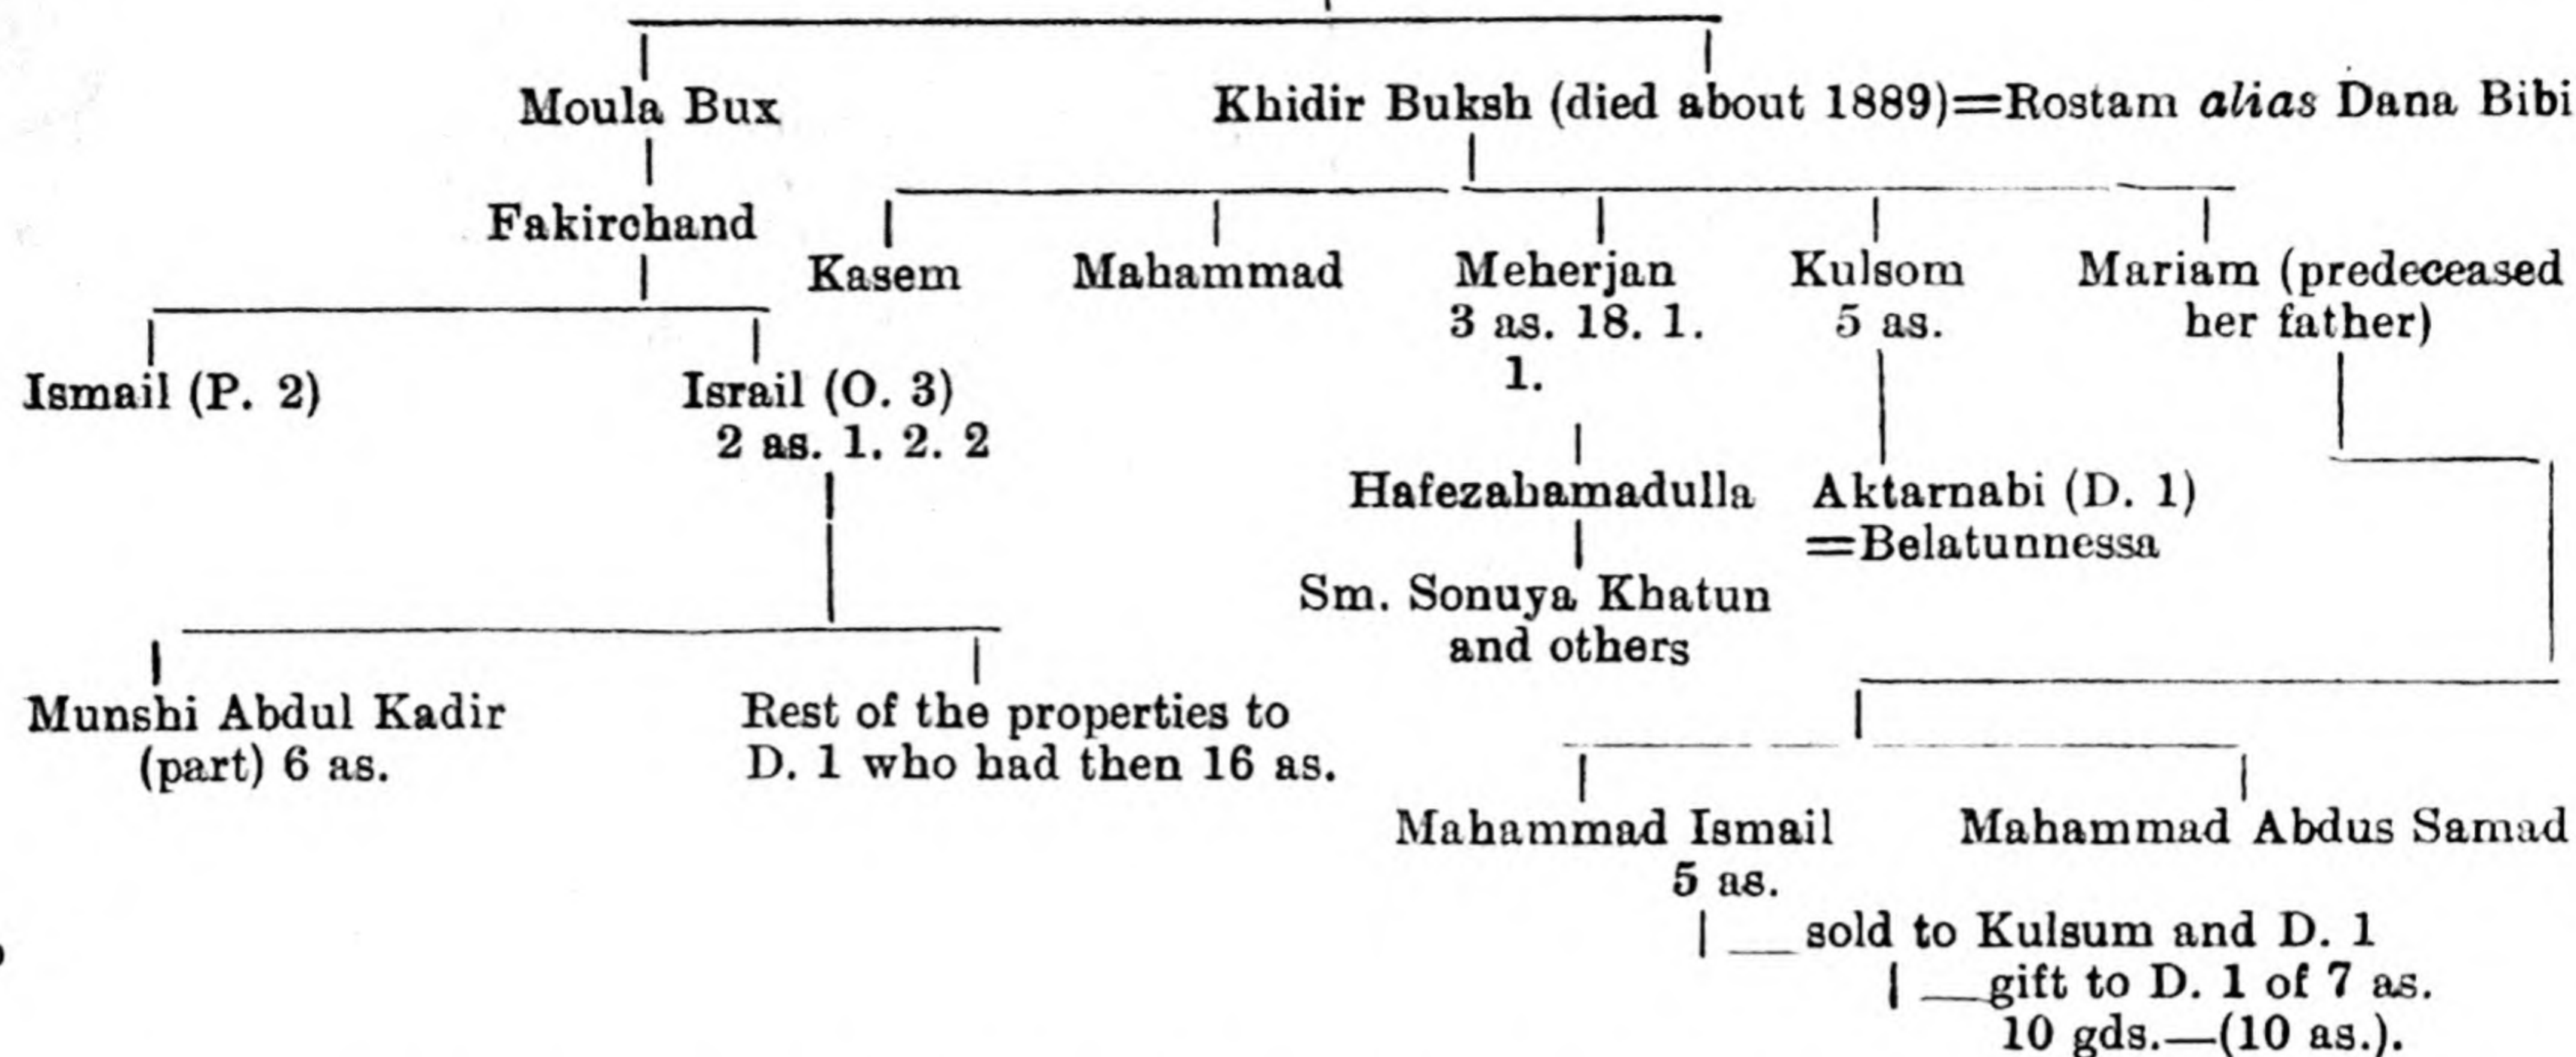 Moula Bux
Khidir Buksh (died about 1889)=Rostam alias Dana Bibi
Fakirchand
Kasem
Mahammad
Meherjan
3 as. 18. 1.
1.
Kulsom
5 as.
Mariam (predeceased
her father)
Ismail (P. 2)
Israil (O. 3)
2 as. 1. 2. 2
Hafezahamadulla
Aktarnabi (D. 1)
=Belatunnessa
Sm. Sonuya Khatun
and others
Munshi Abdul Kadir
(part) 6 as.
Rest of the properties to
D. 1 who had then 16 as.
Mahammad Ismail
5 as.
Mahammad Abdus Samad
sold to Kulsum and D. 1
gift to D. 1 of 7 as.
10 gds.—(10 as.).